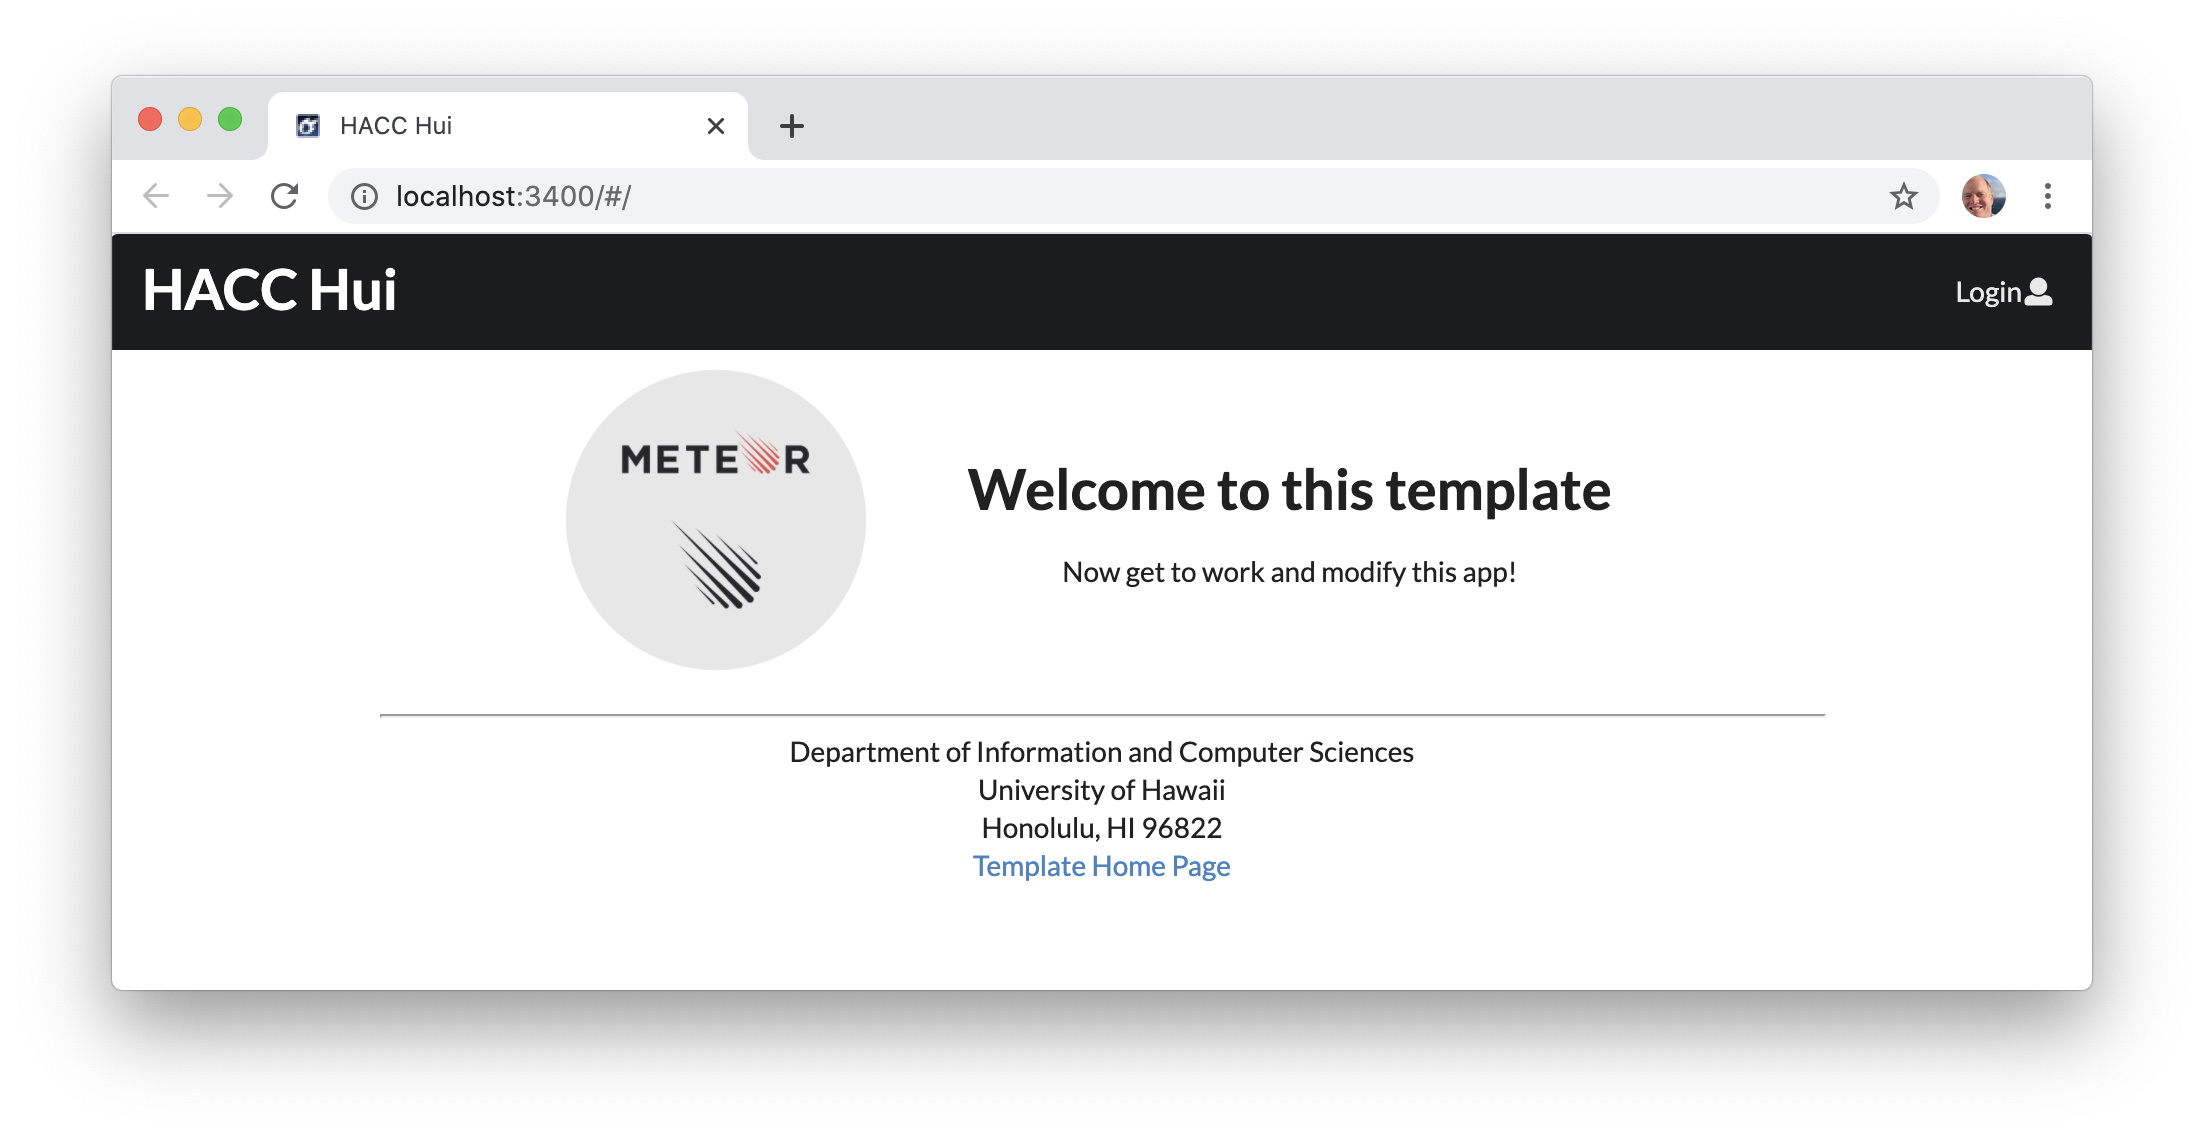 HACC Hui
localhost:3400/#/
HACC Hui
Login
METEOR
Welcome to this template
Now get to work and modify this app!
Department of Information and Computer Sciences
University of Hawaii
Honolulu, HI 96822
Template Home Page